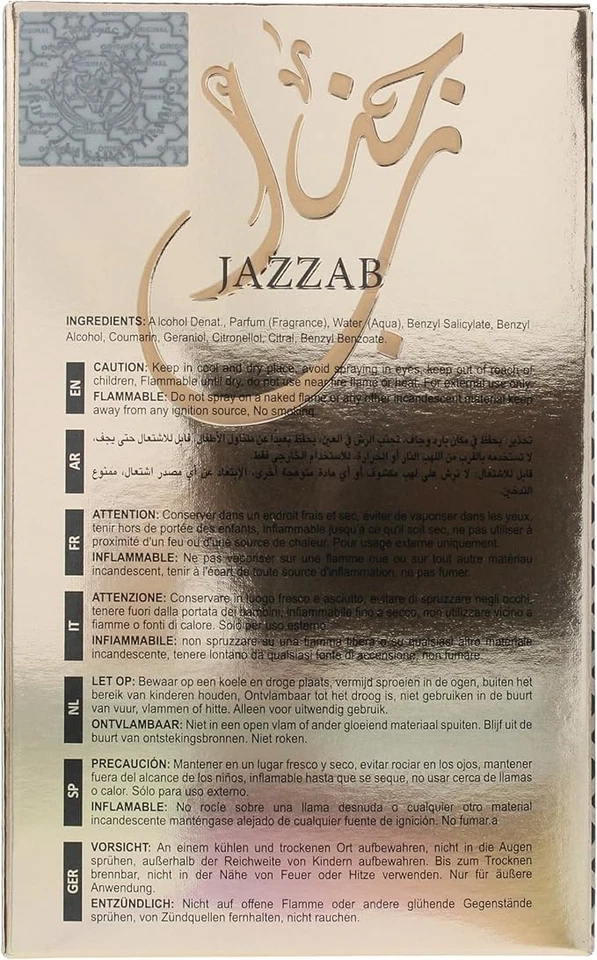 ORIGINAL
جذاب
JAZZAB
INGREDIENTS: Alcohol Denat., Parfum (Fragrance), Water (Aqua), Benzyl Salicylate, Benzyl
Alcohol, Coumarin, Geraniol, Citronellol, Citral, Benzyl Benzoate.
EN
CAUTION: Keep in cool and dry place, avoid spraying in eyes, keep out of reach of
children, Flammable until dry, do not use near fire flame or heat. For external use only.
FLAMMABLE: Do not spray on a naked flame or any other incandescent material keep
away from any ignition source, No smoking.
AR
تحذير: يحفظ في مكان بارد وجاف، تجنب الرش في العين، يحفظ بعيدا عن متناول الأطفال، قابل للاشتعال حتى يجف،
لا تستخدمه بالقرب من اللهب النار أو الحرارة. للاستخدام الخارجي فقط.
قابل للاشتعال: لا ترش على لهب مكشوف أو أي مادة متوهجة أخرى، الإبتعاد عن أي مصدر اشتعال، ممنوع
التدخين.
FR
ATTENTION: Conserver dans un endroit frais et sec, eviter de vaporiser dans les yeux,
tenir hors de portée des enfants, Inflammable jusqu'à ce qu'il soit sec, ne pas utiliser à
proximité d'un feu ou d'une source de chaleur. Pour usage externe uniquement.
INFLAMMABLE: Ne pas vaporiser sur une flamme nue ou sur tout autre matériau
incandescent, tenir à l'écart de toute source d'inflammation, ne pas fumer.
IT
ATTENZIONE: Conservare in luogo fresco e asciutto, evitare di spruzzare negli occhi,
tenere fuori dalla portata dei bambini, infiammabile fino a secco, non utilizzare vicino a
fiamme o fonti di calore. Solo per uso esterno.
INFIAMMABILE: non spruzzare su una fiamma libera o su qualsiasi altro materiale
incandescente, tenere lontano da qualsiasi fonte di accensione, non fumare.
NL
LET OP: Bewaar op een koele en droge plaats, vermijd sproeien in de ogen, buiten het
bereik van kinderen houden, Ontvlambaar tot het droog is, niet gebruiken in de buurt
van vuur, vlammen of hitte. Alleen voor uitwendig gebruik.
ONTVLAMBAAR: Niet in een open vlam of ander gloeiend materiaal spuiten. Blijf uit de
buurt van ontstekingsbronnen. Niet roken.
SP
PRECAUCIÓN: Mantener en un lugar fresco y seco, evitar rociar en los ojos, mantener
fuera del alcance de los niños, inflamable hasta que se seque, no usar cerca de llamas
o calor. Sólo para uso externo.
INFLAMABLE: No rocíe sobre una llama desnuda o cualquier otro material
incandescente manténgase alejado de cualquier fuente de ignición. No fumar.a
GER
VORSICHT: An einem kühlen und trockenen Ort aufbewahren, nicht in die Augen
sprühen, außerhalb der Reichweite von Kindern aufbewahren. Bis zum Trocknen
brennbar, nicht in der Nähe von Feuer oder Hitze verwenden. Nur für äußere
Anwendung.
ENTZÜNDLICH: Nicht auf offene Flamme oder andere glühende Gegenstände
sprühen, von Zündquellen fernhalten, nicht rauchen.